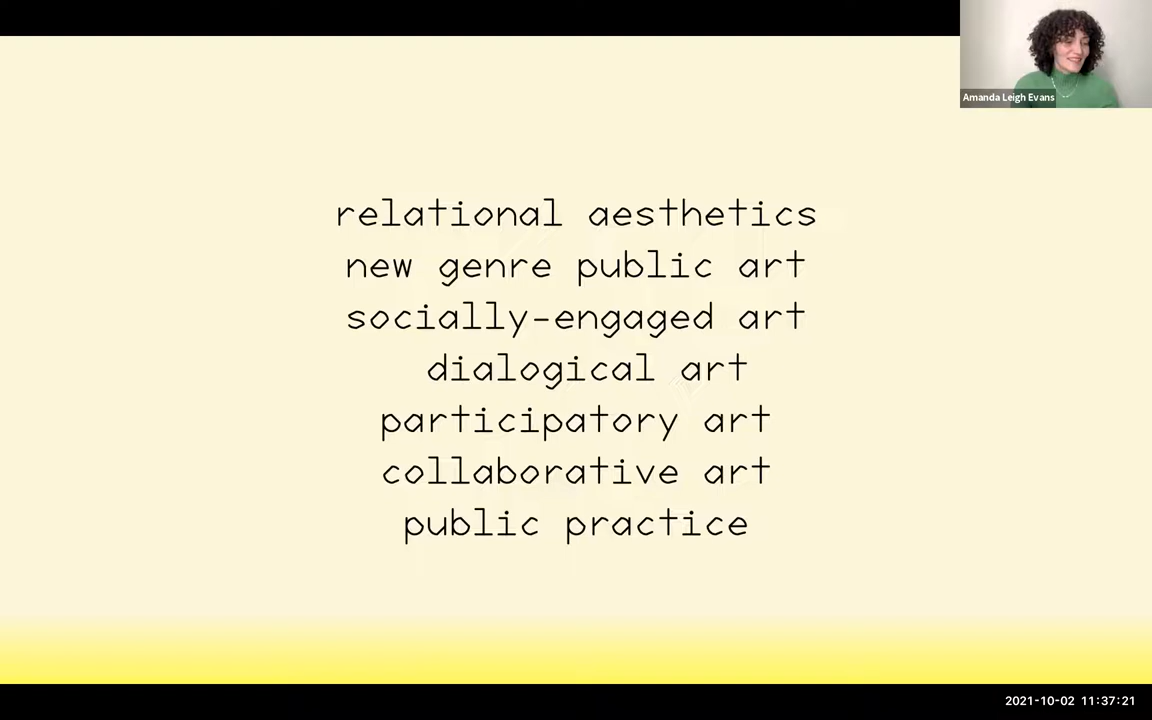 Amanda Leigh Evans
relational aesthetics
new genre public art
socially-engaged art
dialogical art
participatory art
collaborative art
public practice
2021-10-02 11:37:21